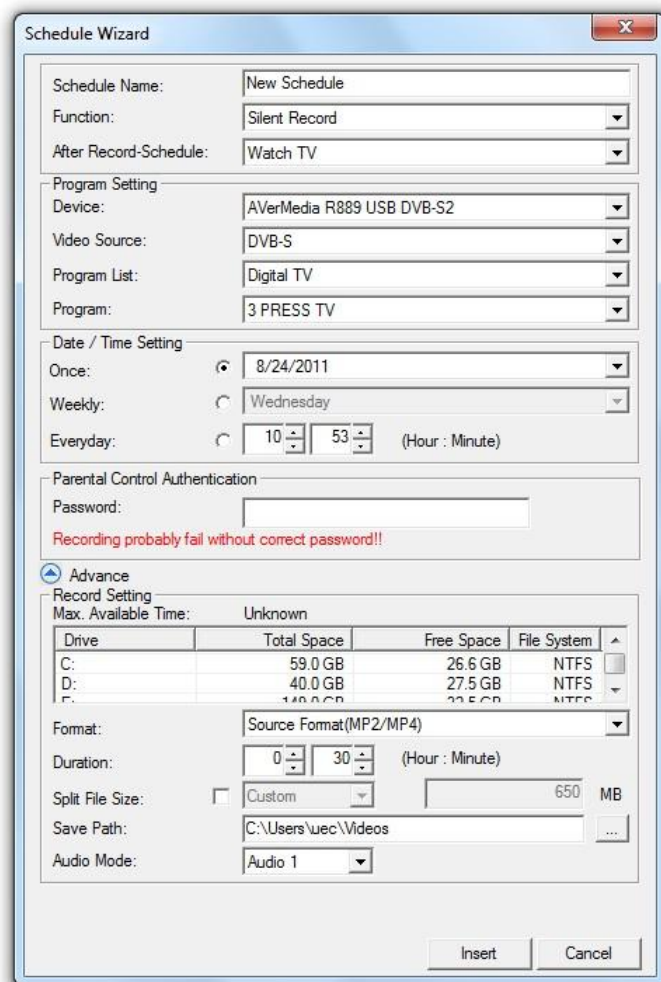 Schedule Wizard
Schedule Name: New Schedule
Function: Silent Record
After Record-Schedule: Watch TV
Program Setting
Device: AVerMedia R889 USB DVB-S2
Video Source: DVB-S
Program List: Digital TV
Program: 3 PRESS TV
Date / Time Setting
Once: 8/24/2011
Weekly: Wednesday
Everyday: 10 53 (Hour : Minute)
Parental Control Authentication
Password:
Recording probably fail without correct password!!
Advance
Record Setting
Max. Available Time: Unknown
Drive Total Space Free Space File System
C: 59.0 GB 26.6 GB NTFS
D: 40.0 GB 27.5 GB NTFS
Format: Source Format(MP2/MP4)
Duration: 0 30 (Hour : Minute)
Split File Size: Custom 650 MB
Save Path: C:\Users\uec\Videos ...
Audio Mode: Audio 1
Insert Cancel